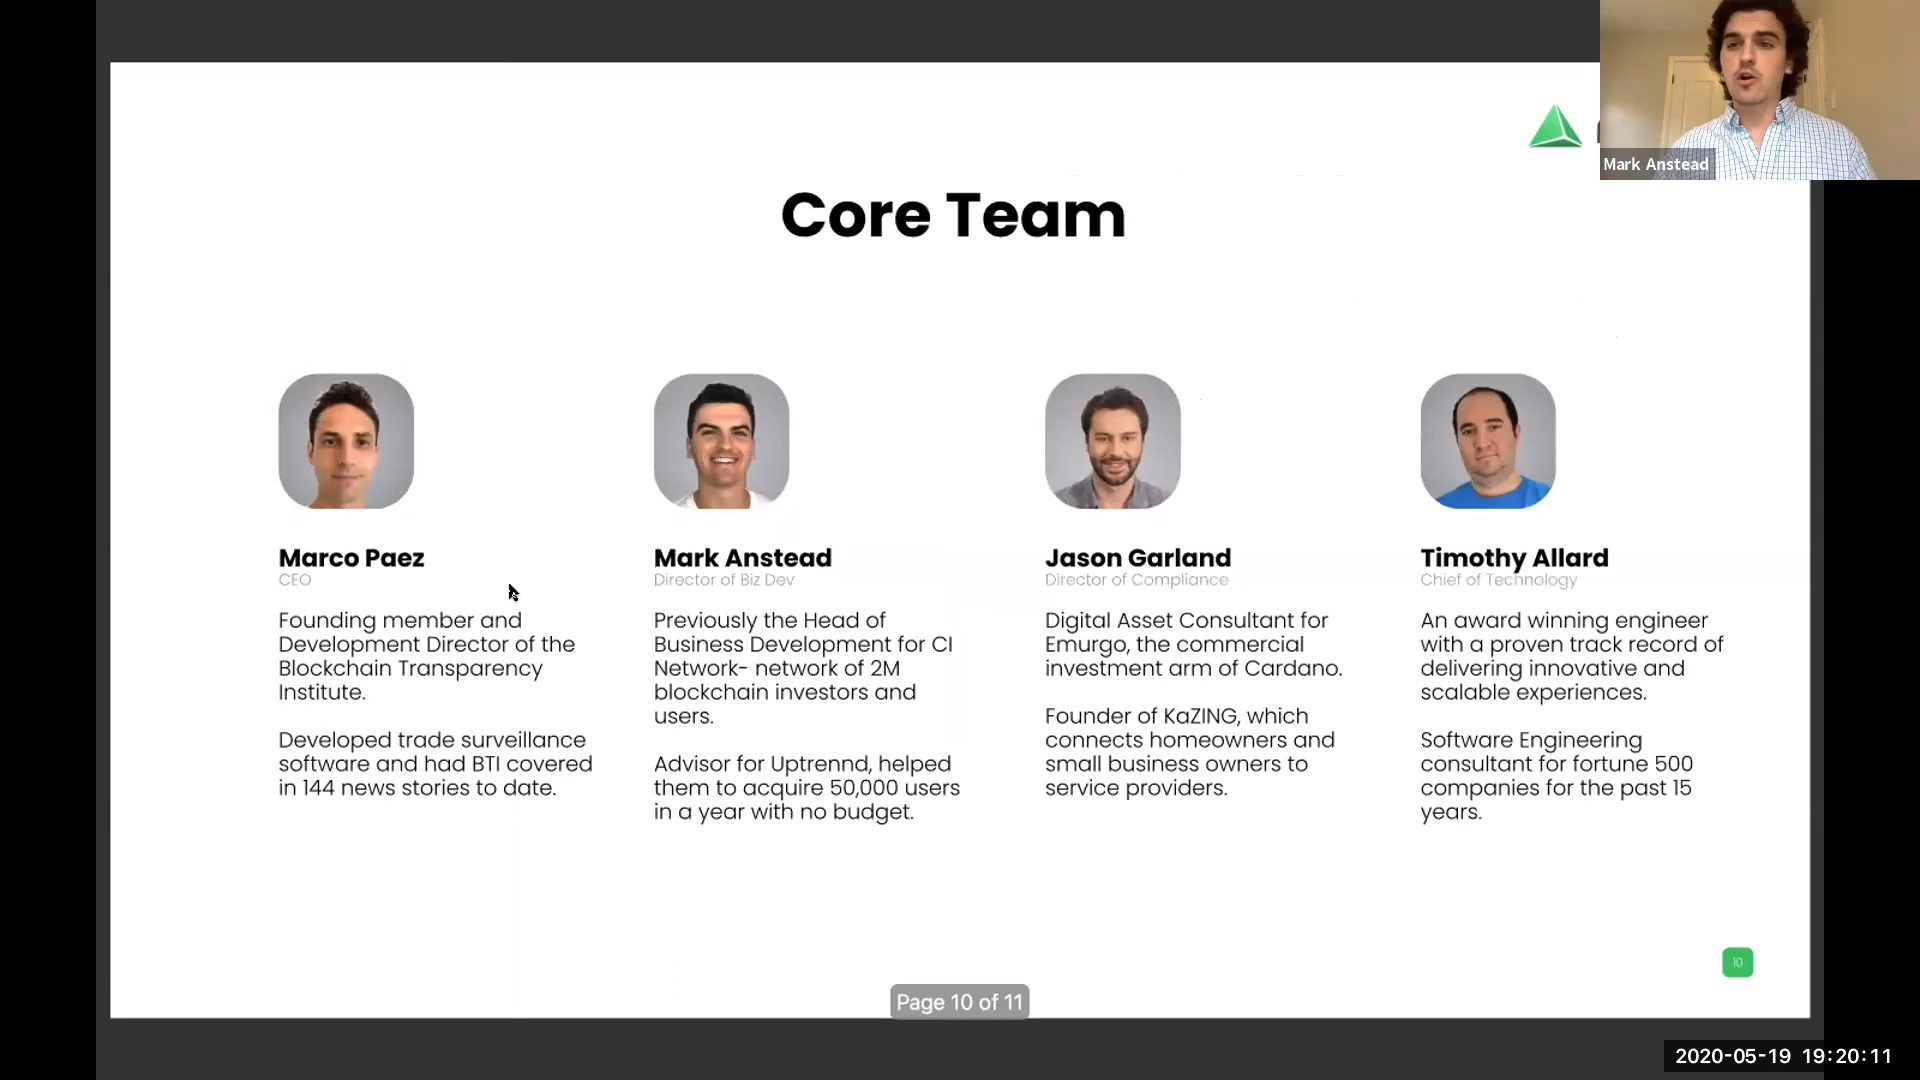 Mark Anstead
Core Team
Marco Paez
CEO
Founding member and
Development Director of the
Blockchain Transparency
Institute.
Developed trade surveillance
software and had BTI covered
in 144 news stories to date.
Mark Anstead
Director of Biz Dev
Previously the Head of
Business Development for CI
Network- network of 2M
blockchain investors and
users.
Advisor for Uptrennd, helped
them to acquire 50,000 users
in a year with no budget.
Jason Garland
Director of Compliance
Digital Asset Consultant for
Emurgo, the commercial
investment arm of Cardano.
Founder of KaZING, which
connects homeowners and
small business owners to
service providers.
Timothy Allard
Chief of Technology
An award winning engineer
with a proven track record of
delivering innovative and
scalable experiences.
Software Engineering
consultant for fortune 500
companies for the past 15
years.
10
Page 10 of 11
2020-05-19 19:20:11